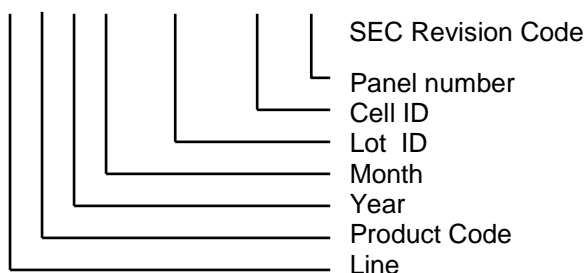 SEC Revision Code
Panel number
Cell ID
Lot ID
Month
Year
Product Code
Line